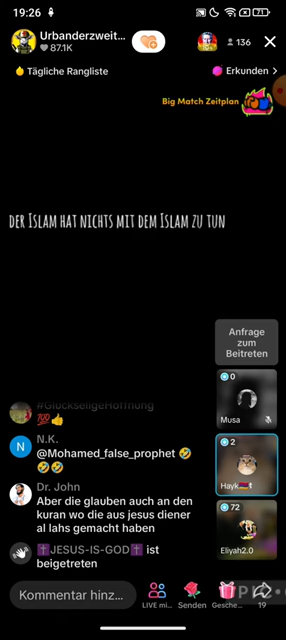 19:26
71
Urbanderzweit...
87.1K
136
Tägliche Rangliste
Erkunden >
Big Match Zeitplan
der Islam hat nichts mit dem Islam zu tun
Anfrage
zum
Beitreten
0
Musa
#GlückseligeHoffnung
💯👍
2
Hayk🇦🇲t
N
N.K.
@Mohamed_false_prophet 🤣
🤣🤣
Dr. John
Aber die glauben auch an den
kuran wo die aus jesus diener
al lahs gemacht haben
72
Eliyah2.0
✝️JESUS-IS-GOD✝️ ist
beigetreten
Kommentar hinz...
LIVE mi...
Senden
Gesche...
19